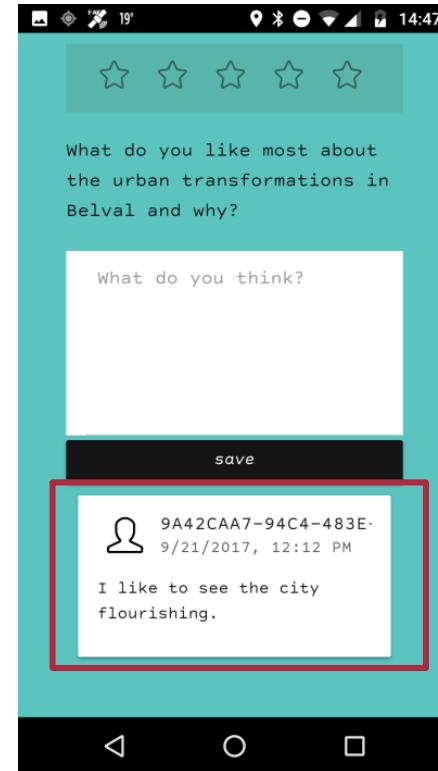 19° 14:47
What do you like most about
the urban transformations in
Belval and why?
What do you think?
save
9A42CAA7-94C4-483E-
9/21/2017, 12:12 PM
I like to see the city
flourishing.